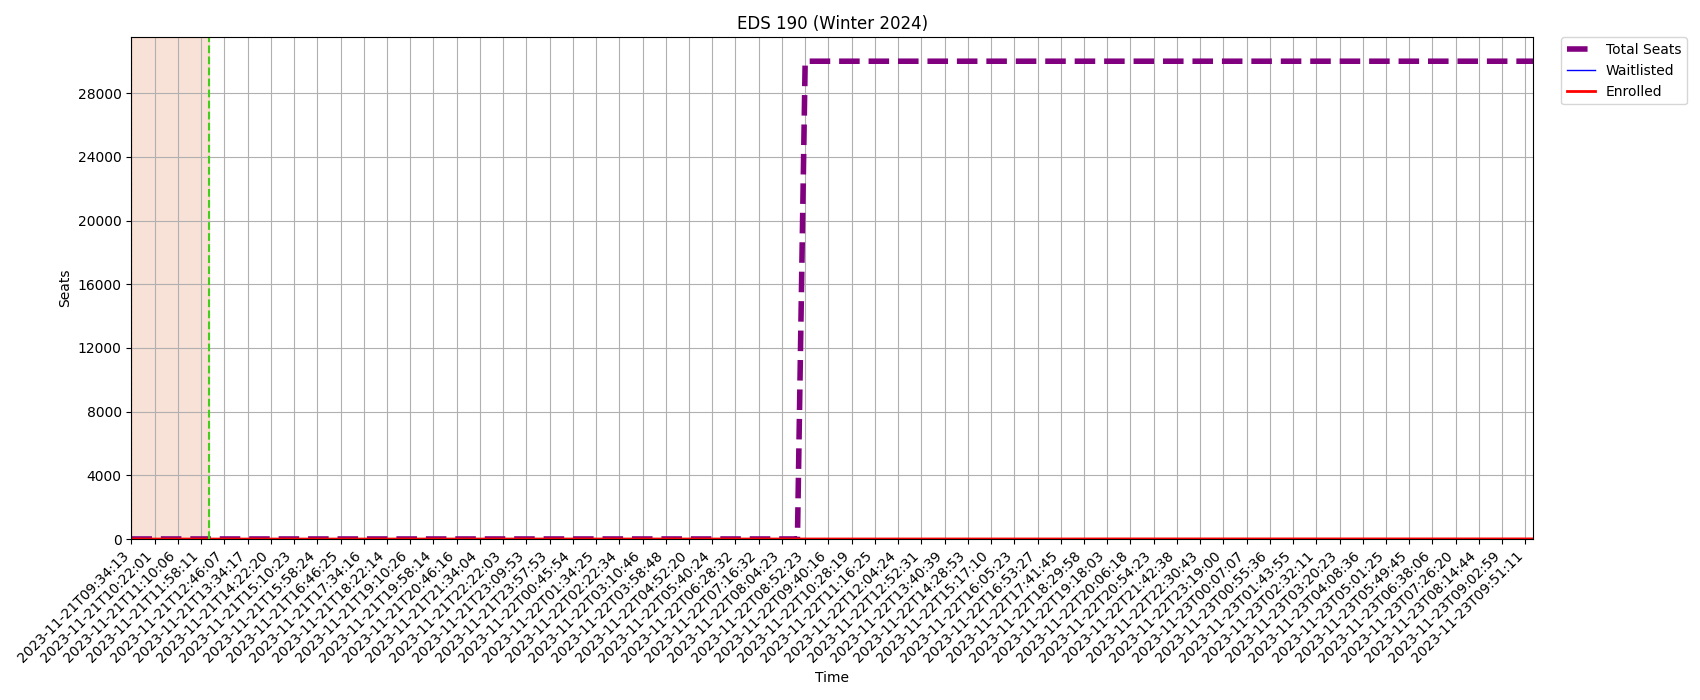 EDS 190 (Winter 2024)
Total Seats
Waitlisted
Enrolled
Seats
28000
24000
20000
16000
12000
8000
4000
0
2023-11-21T09:34:13
2023-11-21T10:22:01
2023-11-21T11:10:06
2023-11-21T11:58:11
2023-11-21T12:46:07
2023-11-21T13:34:17
2023-11-21T14:22:20
2023-11-21T15:10:23
2023-11-21T15:58:24
2023-11-21T16:46:25
2023-11-21T17:34:16
2023-11-21T18:22:14
2023-11-21T19:10:26
2023-11-21T19:58:14
2023-11-21T20:46:16
2023-11-21T21:34:04
2023-11-21T22:22:03
2023-11-21T23:09:53
2023-11-21T23:57:53
2023-11-22T00:45:54
2023-11-22T01:34:25
2023-11-22T02:22:34
2023-11-22T03:10:46
2023-11-22T03:58:48
2023-11-22T04:52:20
2023-11-22T05:40:24
2023-11-22T06:28:32
2023-11-22T07:16:32
2023-11-22T08:04:23
2023-11-22T08:52:23
2023-11-22T09:40:16
2023-11-22T10:28:19
2023-11-22T11:16:25
2023-11-22T12:04:24
2023-11-22T12:52:31
2023-11-22T13:40:39
2023-11-22T14:28:53
2023-11-22T15:17:10
2023-11-22T16:05:23
2023-11-22T16:53:27
2023-11-22T17:41:45
2023-11-22T18:29:58
2023-11-22T19:18:03
2023-11-22T20:06:18
2023-11-22T20:54:23
2023-11-22T21:42:38
2023-11-22T22:30:43
2023-11-22T23:19:00
2023-11-23T00:07:07
2023-11-23T00:55:36
2023-11-23T01:43:55
2023-11-23T02:32:11
2023-11-23T03:20:23
2023-11-23T04:08:36
2023-11-23T05:01:25
2023-11-23T05:49:45
2023-11-23T06:38:06
2023-11-23T07:26:20
2023-11-23T08:14:44
2023-11-23T09:02:59
2023-11-23T09:51:11
Time